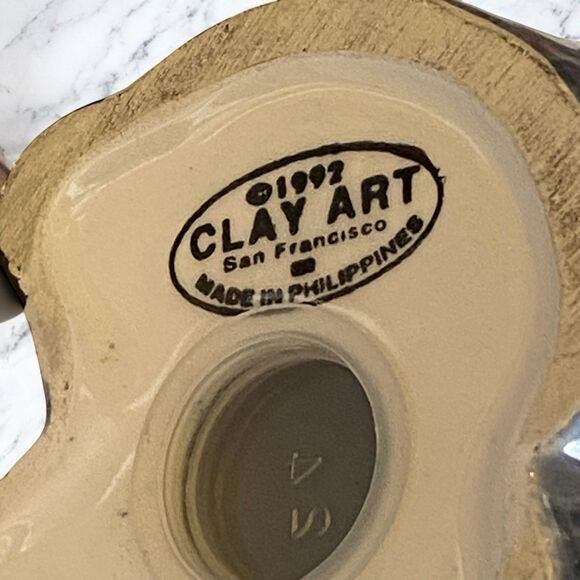 ©1992
CLAY ART
San Francisco
MADE IN PHILIPPINES